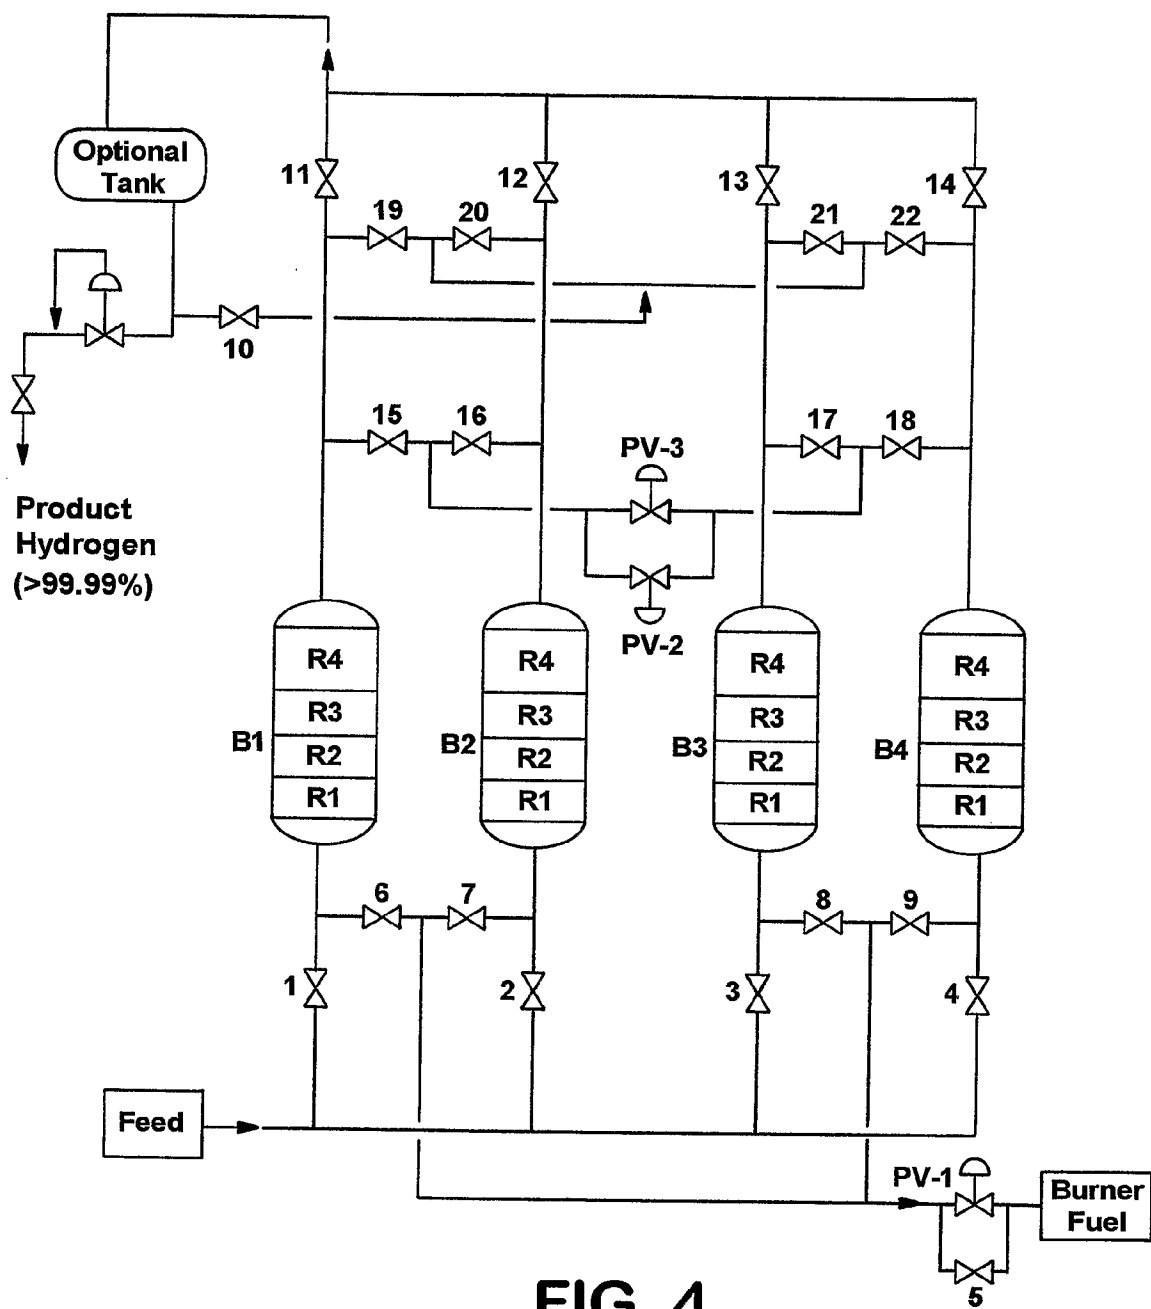 Optional
Tank
11
12
13
14
19
20
21
22
10
15
16
17
18
PV-3
PV-2
Product
Hydrogen
(>99.99%)
R4
R4
R4
R4
R3
R3
R3
R3
B1
B2
B3
B4
R2
R2
R2
R2
R1
R1
R1
R1
6
7
8
9
1
2
3
4
Feed
PV-1
Burner
Fuel
5
FIG. 4